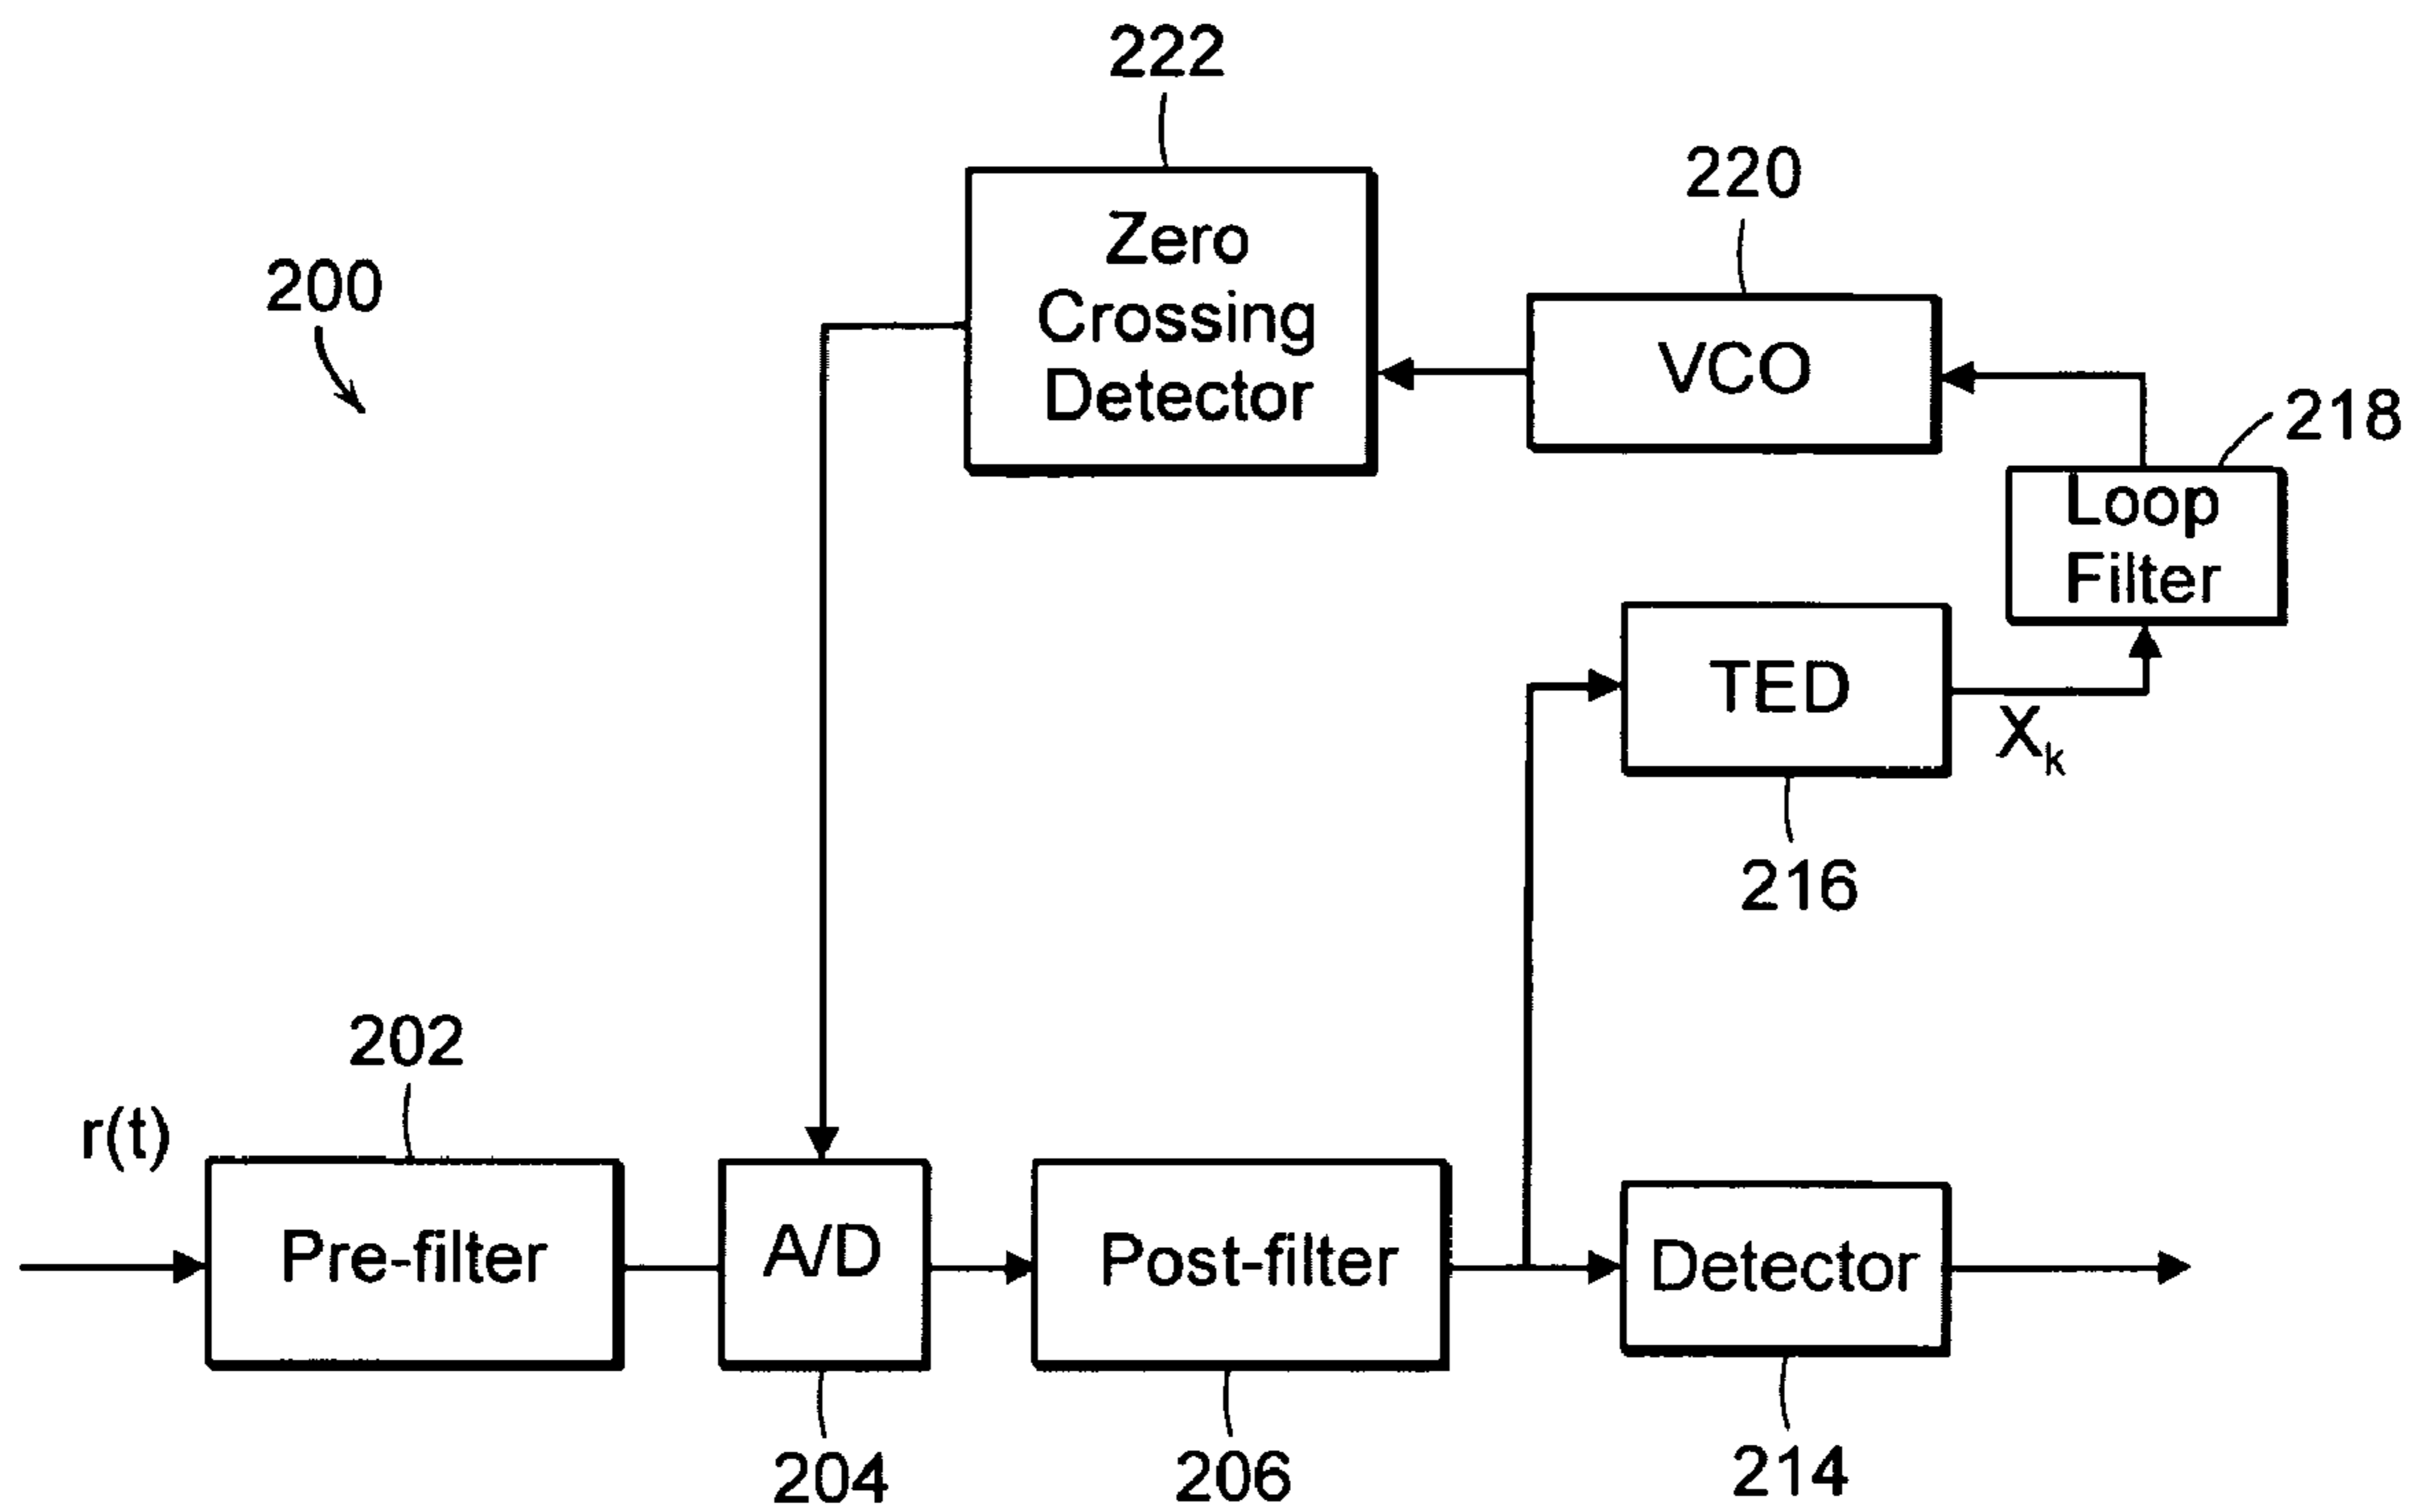 222
220
200
Zero
Crossing
Detector
VCO
218
Loop
Filter
TED
Xk
216
202
r(t)
Pre-filter
A/D
Post-filter
Detector
204
206
214